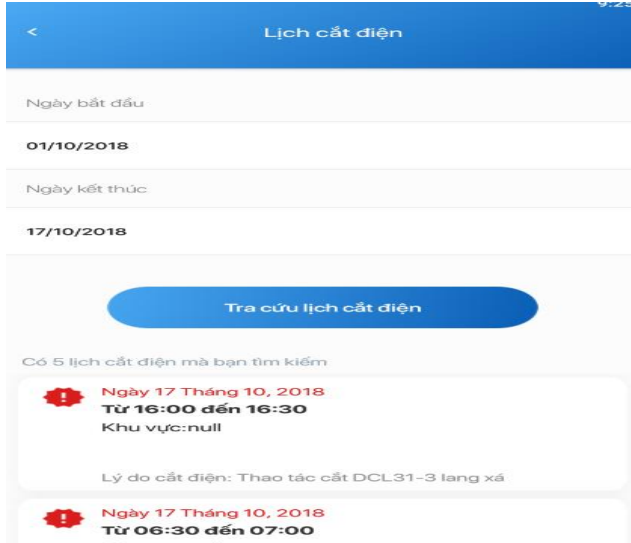 9:25
Lịch cắt điện
Ngày bắt đầu
01/10/2018
Ngày kết thúc
17/10/2018
Tra cứu lịch cắt điện
Có 5 lịch cắt điện mà bạn tìm kiếm
Ngày 17 Tháng 10, 2018
Từ 16:00 đến 16:30
Khu vực:null
Lý do cắt điện: Thao tác cắt DCL31-3 lang xá
Ngày 17 Tháng 10, 2018
Từ 06:30 đến 07:00